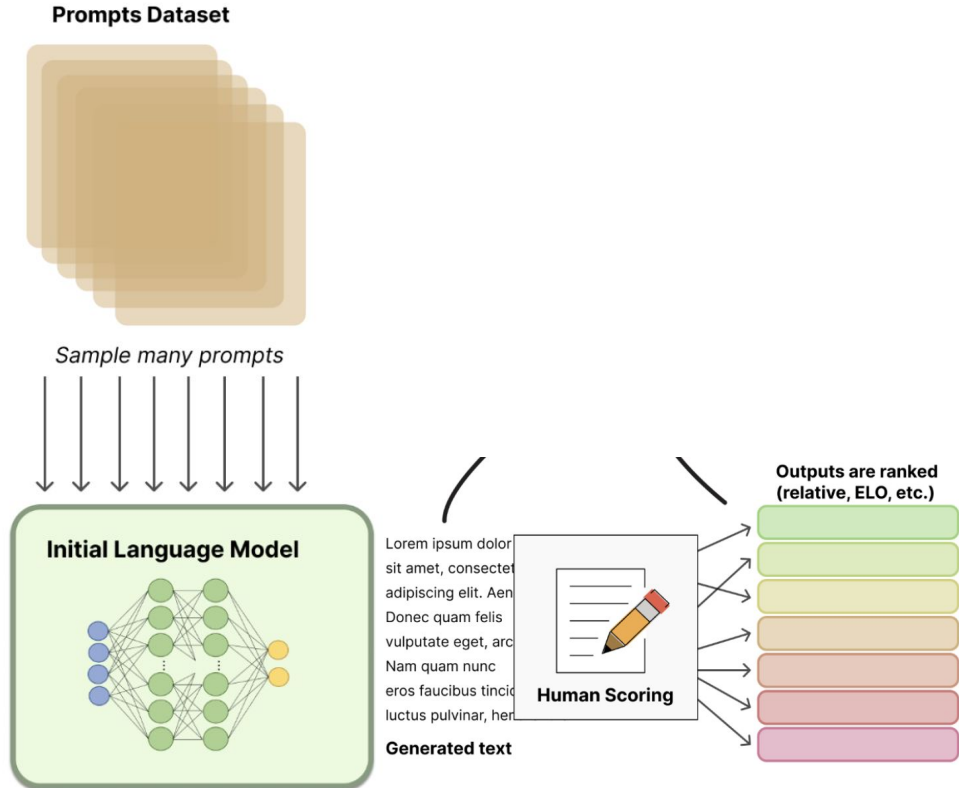 Prompts Dataset
Sample many prompts
Initial Language Model
Lorem ipsum dolor
sit amet, consectet
adipiscing elit. Aen
Donec quam felis
vulputate eget, arc
Nam quam nunc
eros faucibus tincid
luctus pulvinar, her
Generated text
Human Scoring
Outputs are ranked
(relative, ELO, etc.)